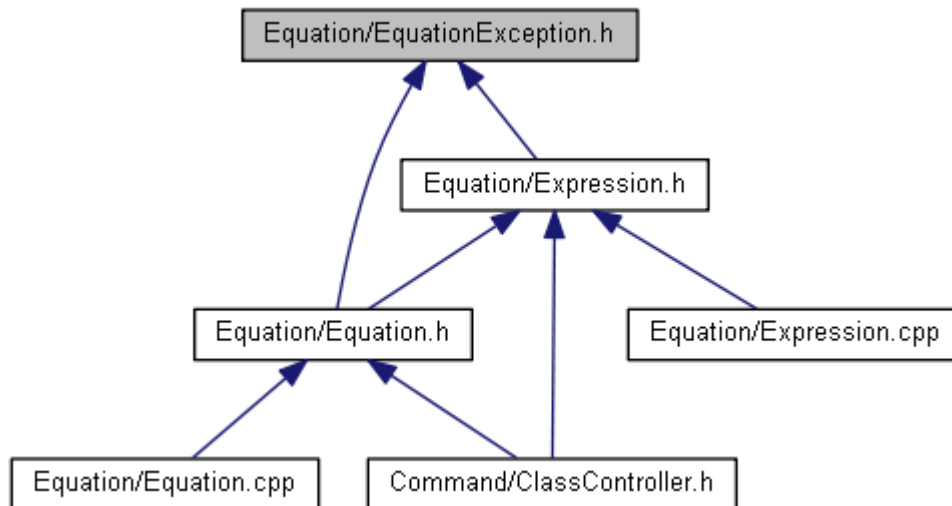 Equation/EquationException.h
Equation/Expression.h
Equation/Equation.h
Equation/Expression.cpp
Equation/Equation.cpp
Command/ClassController.h